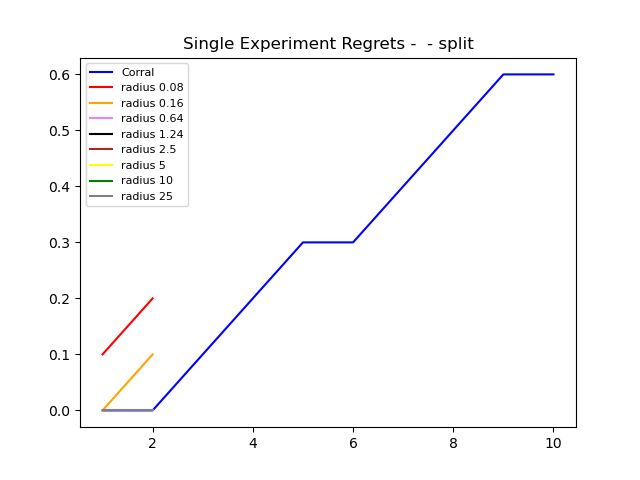 Single Experiment Regrets -  - split
Corral
radius 0.08
radius 0.16
radius 0.64
radius 1.24
radius 2.5
radius 5
radius 10
radius 25
0.6
0.5
0.4
0.3
0.2
0.1
0.0
2 4 6 8 10